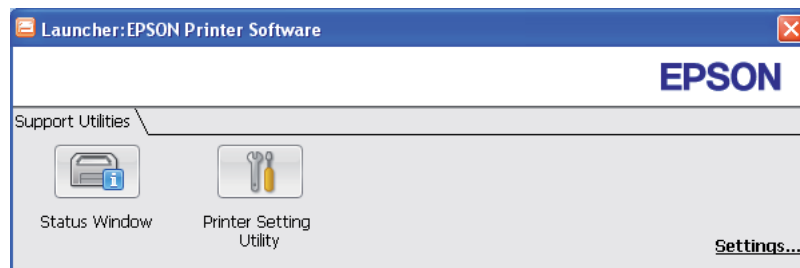 Launcher:EPSON Printer Software
EPSON
Support Utilities
Status Window
Printer Setting
Utility
Settings...